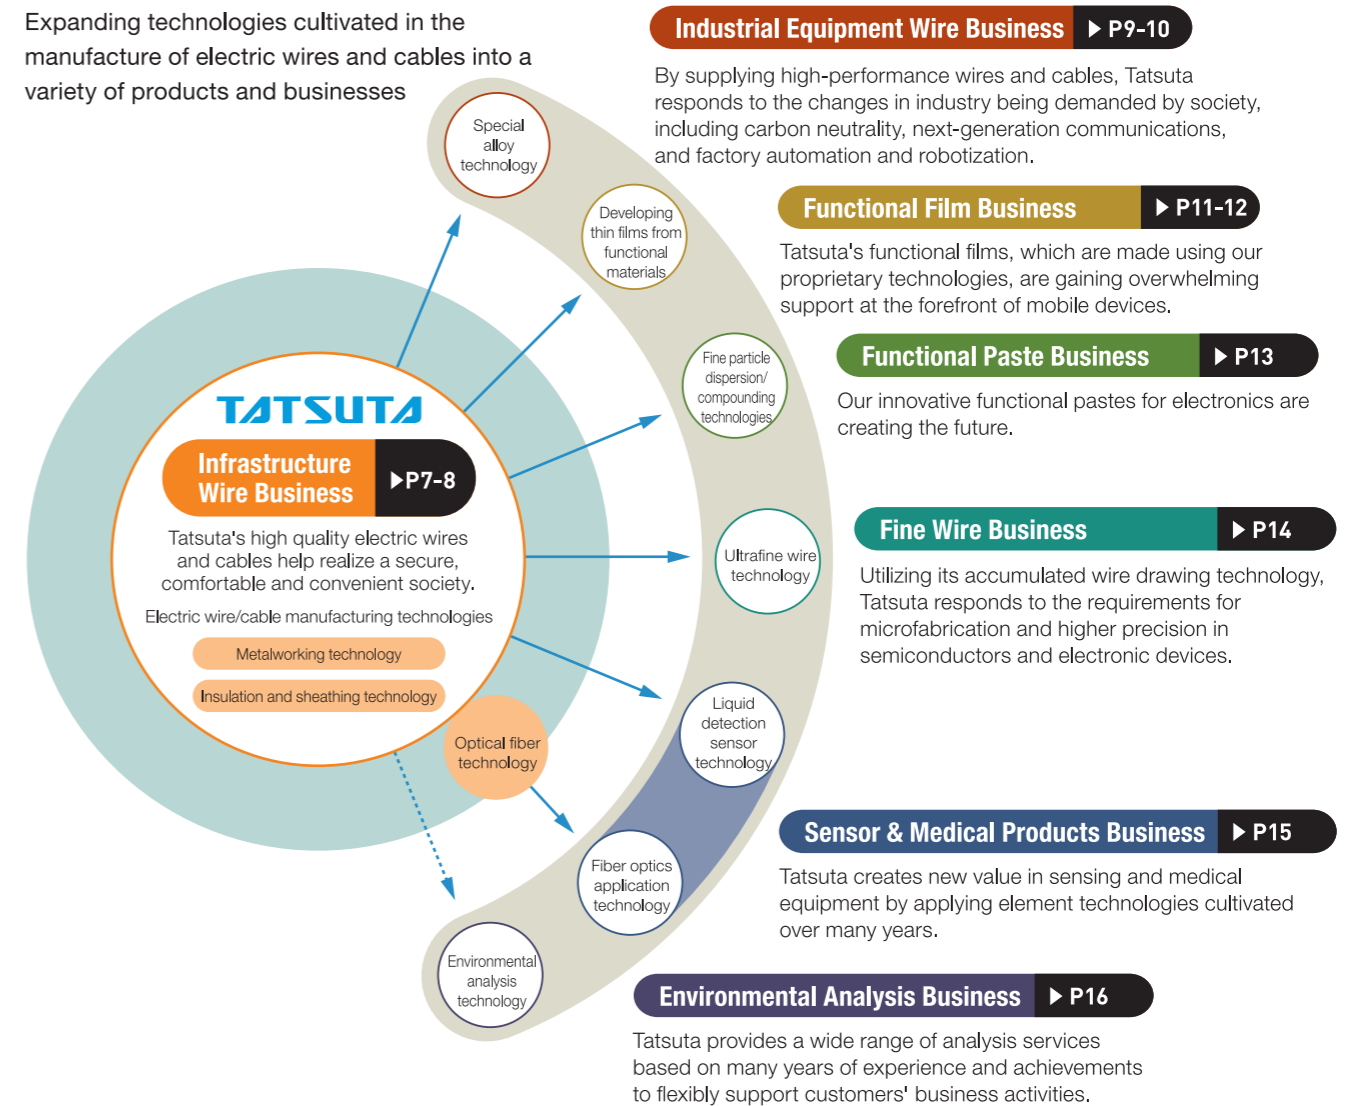 Expanding technologies cultivated in the
manufacture of electric wires and cables into a
variety of products and businesses
Industrial Equipment Wire Business ▶ P9-10
By supplying high-performance wires and cables, Tatsuta
responds to the changes in industry being demanded by society,
including carbon neutrality, next-generation communications,
and factory automation and robotization.
Special
alloy
technology
Functional Film Business ▶ P11-12
Tatsuta's functional films, which are made using our
proprietary technologies, are gaining overwhelming
support at the forefront of mobile devices.
Developing
thin films from
functional
materials
Functional Paste Business ▶ P13
Our innovative functional pastes for electronics are
creating the future.
Fine particle
dispersion/
compounding
technologies
TATSUTA
Infrastructure
Wire Business
▶P7-8
Tatsuta's high quality electric wires
and cables help realize a secure,
comfortable and convenient society.
Electric wire/cable manufacturing technologies
Metalworking technology
Insulation and sheathing technology
Optical fiber
technology
Fine Wire Business ▶ P14
Utilizing its accumulated wire drawing technology,
Tatsuta responds to the requirements for
microfabrication and higher precision in
semiconductors and electronic devices.
Ultrafine wire
technology
Liquid
detection
sensor
technology
Sensor & Medical Products Business ▶ P15
Tatsuta creates new value in sensing and medical
equipment by applying element technologies cultivated
over many years.
Fiber optics
application
technology
Environmental
analysis
technology
Environmental Analysis Business ▶ P16
Tatsuta provides a wide range of analysis services
based on many years of experience and achievements
to flexibly support customers' business activities.